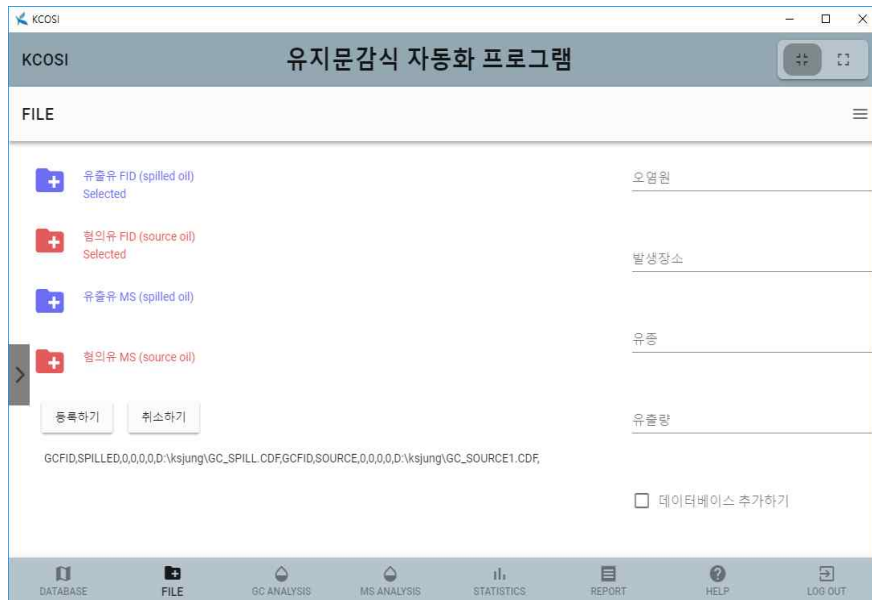 KCOSI
KCOSI
유지문감식 자동화 프로그램
FILE
유출유 FID (spilled oil)
Selected
혐의유 FID (source oil)
Selected
유출유 MS (spilled oil)
혐의유 MS (source oil)
등록하기
취소하기
GCFID,SPILLED,0,0,0,0,D:\ksjung\GC_SPILL.CDF,GCFID,SOURCE,0,0,0,0,D:\ksjung\GC_SOURCE1.CDF,
오염원
발생장소
유종
유출량
데이터베이스 추가하기
DATABASE
FILE
GC ANALYSIS
MS ANALYSIS
STATISTICS
REPORT
HELP
LOG OUT